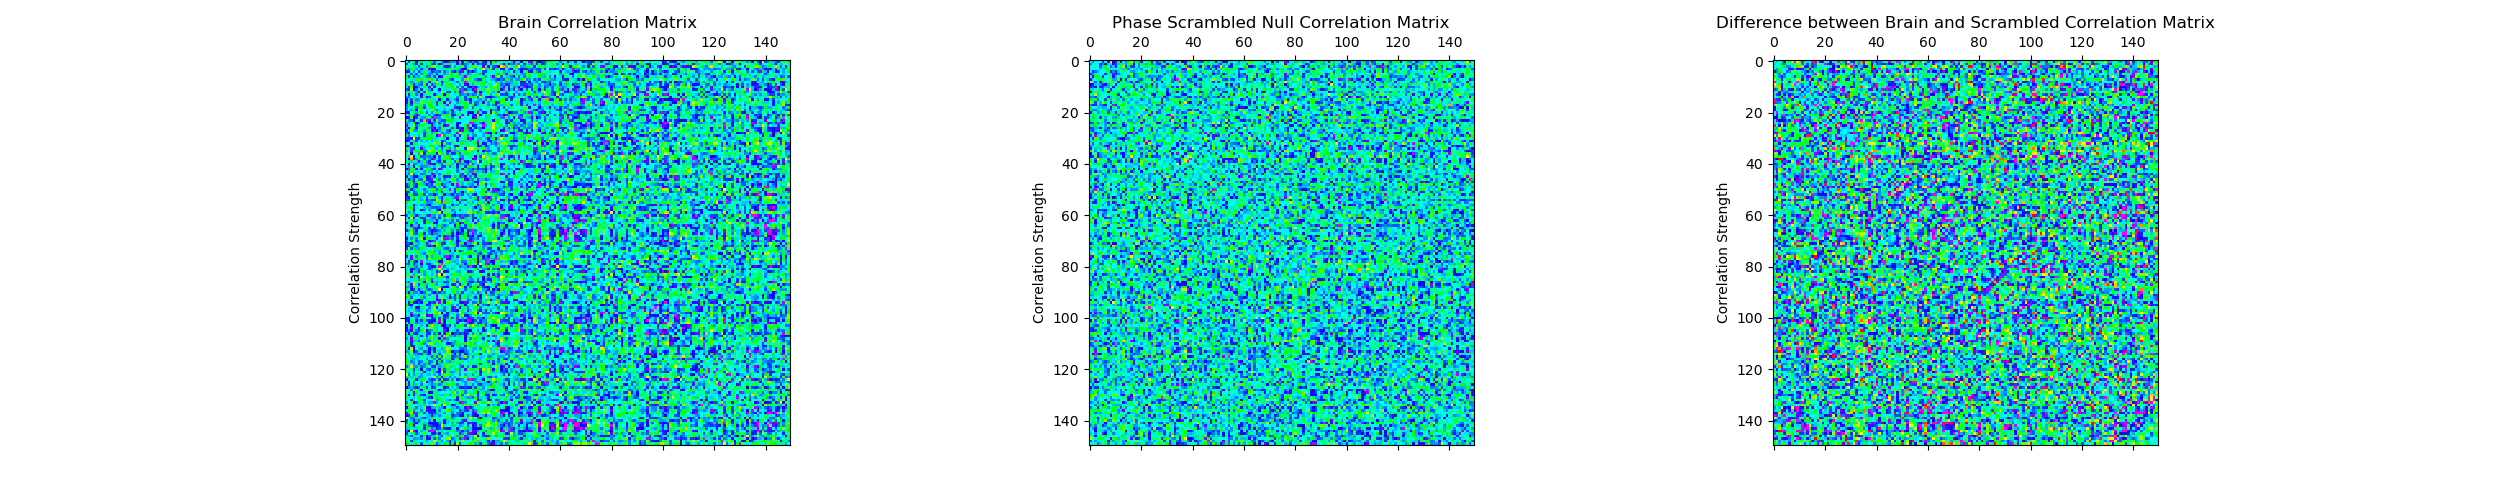 Brain Correlation Matrix
0 20 40 60 80 100 120 140
0
20
40
60
80
100
120
140
Correlation Strength
Phase Scrambled Null Correlation Matrix
0 20 40 60 80 100 120 140
0
20
40
60
80
100
120
140
Correlation Strength
Difference between Brain and Scrambled Correlation Matrix
0 20 40 60 80 100 120 140
0
20
40
60
80
100
120
140
Correlation Strength